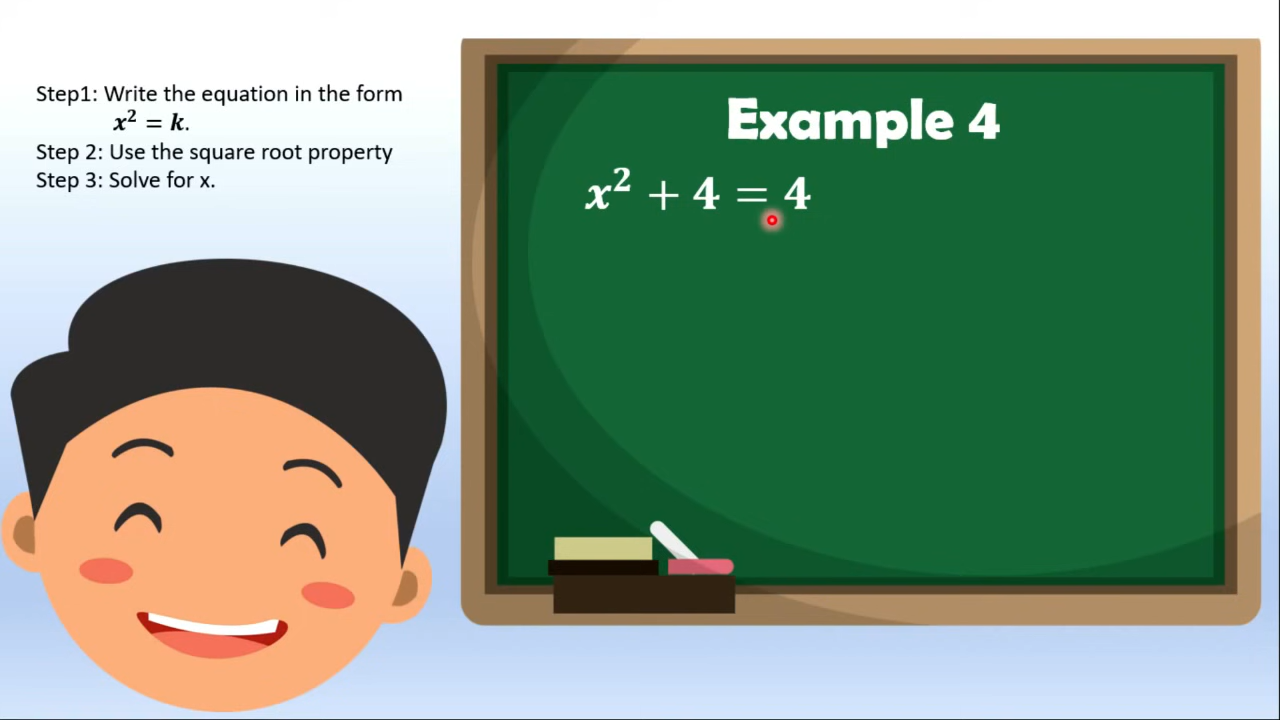 Step1: Write the equation in the form
x² = k.
Step 2: Use the square root property
Step 3: Solve for x.
Example 4
x² + 4 = 4